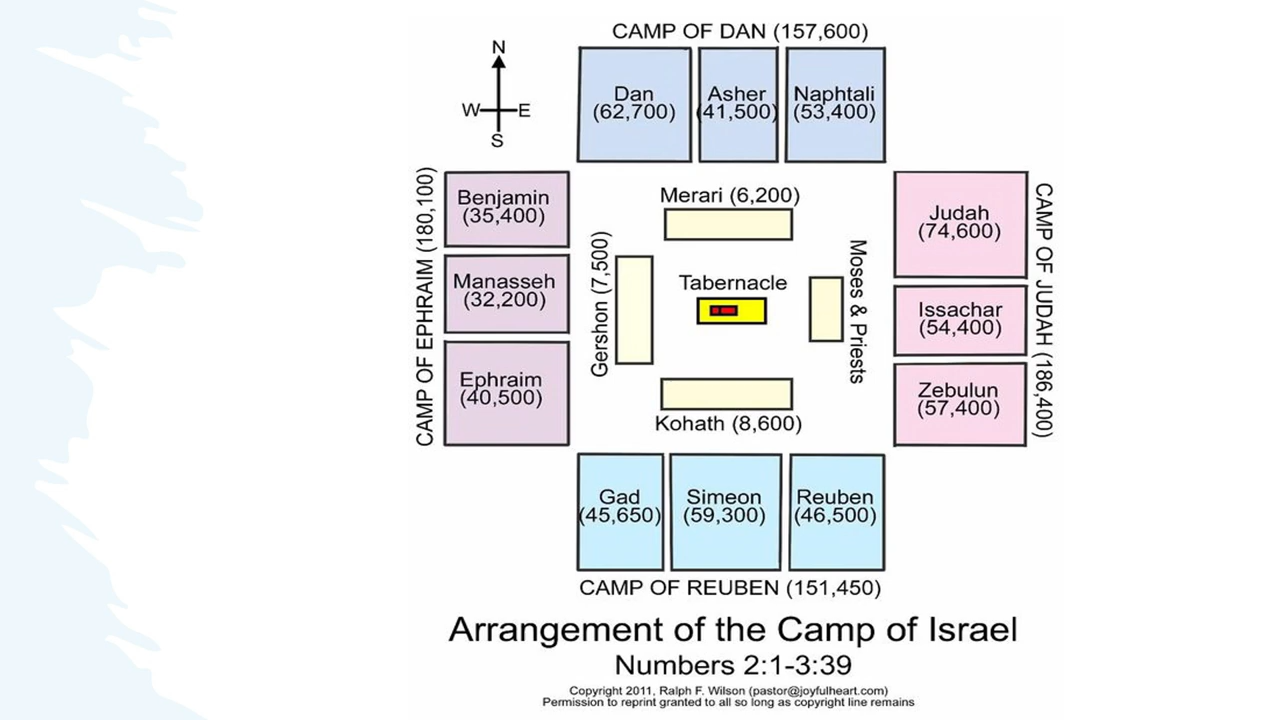 CAMP OF DAN (157,600)
N
W
E
S
Dan
(62,700)
Asher
(41,500)
Naphtali
(53,400)
CAMP OF EPHRAIM (180,100)
Benjamin
(35,400)
Manasseh
(32,200)
Ephraim
(40,500)
Merari (6,200)
Gershon (7,500)
Tabernacle
Moses & Priests
Kohath (8,600)
Judah
(74,600)
Issachar
(54,400)
Zebulun
(57,400)
CAMP OF JUDAH (186,400)
Gad
(45,650)
Simeon
(59,300)
Reuben
(46,500)
CAMP OF REUBEN (151,450)
Arrangement of the Camp of Israel
Numbers 2:1-3:39
Copyright 2011, Ralph F. Wilson (pastor@joyfulheart.com)
Permission to reprint granted to all so long as copyright line remains